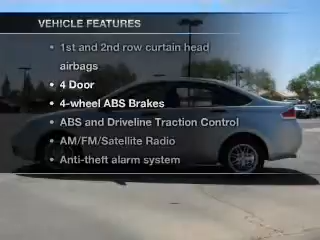 VEHICLE FEATURES
• 1st and 2nd row curtain head
airbags
• 4 Door
• 4-wheel ABS Brakes
• ABS and Driveline Traction Control
• AM/FM/Satellite Radio
• Anti-theft alarm system